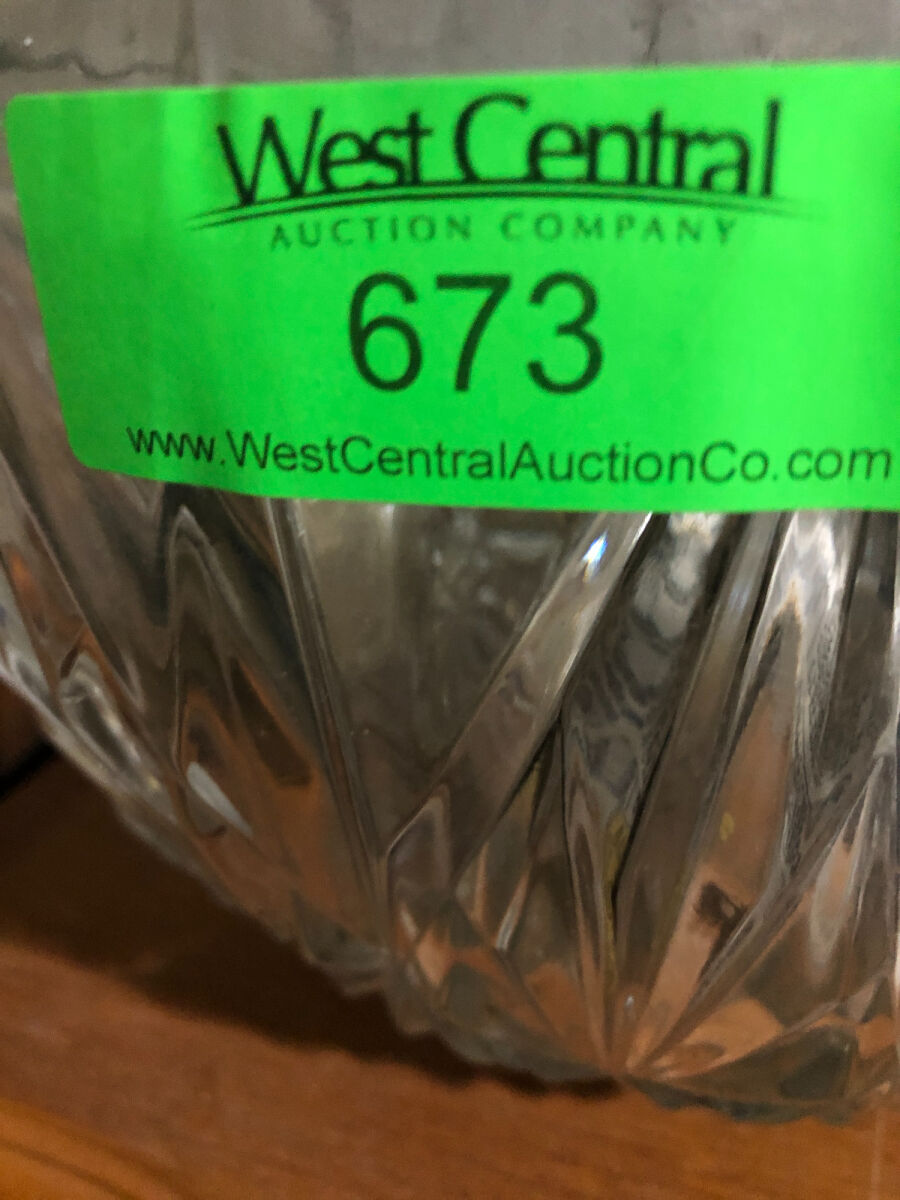 West Central
AUCTION COMPANY
673
www.WestCentralAuctionCo.com